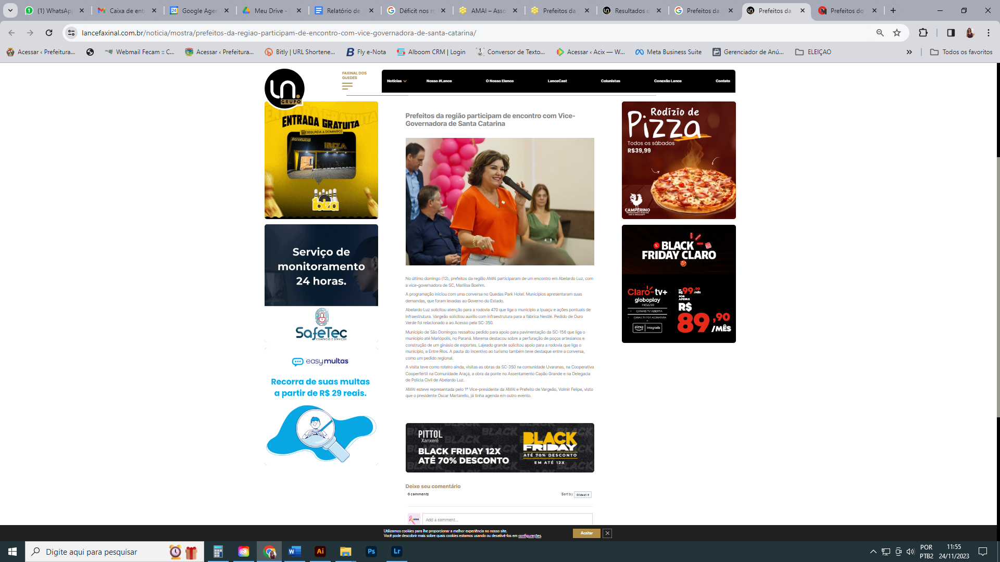 (1) WhatsApp
Caixa de ent
Google Agen
Meu Drive -
Relatório de
Déficit nos re
AMAI – Asso
Prefeitos da
Resultados d
Prefeitos da
Prefeitos da
Prefeitos do
lancefaxinal.com.br/noticia/mostra/prefeitos-da-regiao-participam-de-encontro-com-vice-governadora-de-santa-catarina/
Acessar ‹ Prefeitura...
Webmail Fecam :: C...
Acessar ‹ Prefeitura...
Bitly | URL Shortene...
Fly e-Nota
Alboom CRM | Login
Conversor de Texto...
Acessar ‹ Acix — W...
Meta Business Suite
Gerenciador de Anú...
ELEIÇAO
Todos os favoritos
LN.
GRUPO
FAXINAL DOS
GUEDES
Notícias
Nosso #Lance
O Nosso Elenco
LanceCast
Colunistas
Conexão Lance
Contato
ENTRADA GRATUITA
(SEGUNDA A DOMINGO)
BOWLING
IBIZA
ibiza
Serviço de
monitoramento
24 horas.
SafeTec
COMÉRCIO E SERVIÇOS
easymultas
Recorra de suas multas
a partir de R$ 29 reais.
Prefeitos da região participam de encontro com Vice-
Governadora de Santa Catarina
No último domingo (12), prefeitos da região AMAI participaram de um encontro em Abelardo Luz, com
a vice-governadora de SC, Marilisa Boehm.
A programação iniciou com uma conversa no Quedas Park Hotel. Municípios apresentaram suas
demandas, que foram levadas ao Governo do Estado.
Abelardo Luz solicitou atenção para a rodovia 470 que liga o município a Ipuaçu e ações pontuais de
infraestrutura. Vargeão solicitou auxílio com infraestrutura para a fábrica Nestlé. Pedido de Ouro
Verde foi relacionado a ao Acesso pela SC-350.
Município de São Domingos ressaltou pedido para apoio para pavimentação da SC-156 que liga o
município até Mariópolis, no Paraná. Marema destacou sobre a perfuração de poços artesianos e
construção de um ginásio de esportes. Lajeado grande solicitou apoio para a rodovia que liga o
município, a Entre Rios. A pauta do incentivo ao turismo também teve destaque entre a conversa,
como um pedido regional.
A visita teve como roteiro ainda, visitas as obras da SC-350 na comunidade Uvaranas, na Cooperativa
Cooperfértil na Comunidade Araçá, a obra da ponte no Assentamento Capão Grande e na Delegacia
de Polícia Civil de Abelardo Luz.
AMAI esteve representada pelo 1º Vice-presidente da AMAI e Prefeito de Vargeão, Volmir Felipe, visto
que o presidente Oscar Martarello, já tinha agenda em outro evento.
PITTOL
Xanxerê
BLACK FRIDAY 12X
ATÉ 70% DESCONTO
BLACK
FRIDAY
ATÉ 70% DESCONTO
EM ATÉ 12X
Deixe seu comentário
0 comments
Sort by
Oldest
Add a comment...
Rodízio de
Pizza
Todos os sábados
R$39,99
CAMPERINO
BLACK
FRIDAY CLARO
Claro tv+
globoplay
INCLUSO
CANAIS TV ABERTA
CANAIS TV POR ASSINATURA
alexa integrada
DE R$99,90/MÊS
POR
APENAS
R$
89,90
/MÊS
Utilizamos cookies para lhe proporcionar a melhor experiência no nosso site.
Você pode descobrir mais sobre quais cookies estamos usando ou desativá-los em configurações.
Aceitar
Digite aqui para pesquisar
Ai
Ps
Lr
POR
PTB2
11:55
24/11/2023